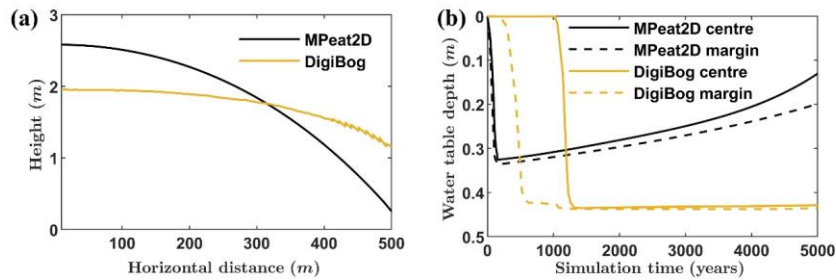 (a)
3
2
1
0
Height (m)
100
200
300
400
500
Horizontal distance (m)
MPeat2D
DigiBog
(b)
0
0.1
0.2
0.3
0.4
0.5
Water table depth (m)
0
1000
2000
3000
4000
5000
Simulation time (years)
MPeat2D centre
MPeat2D margin
DigiBog centre
DigiBog margin